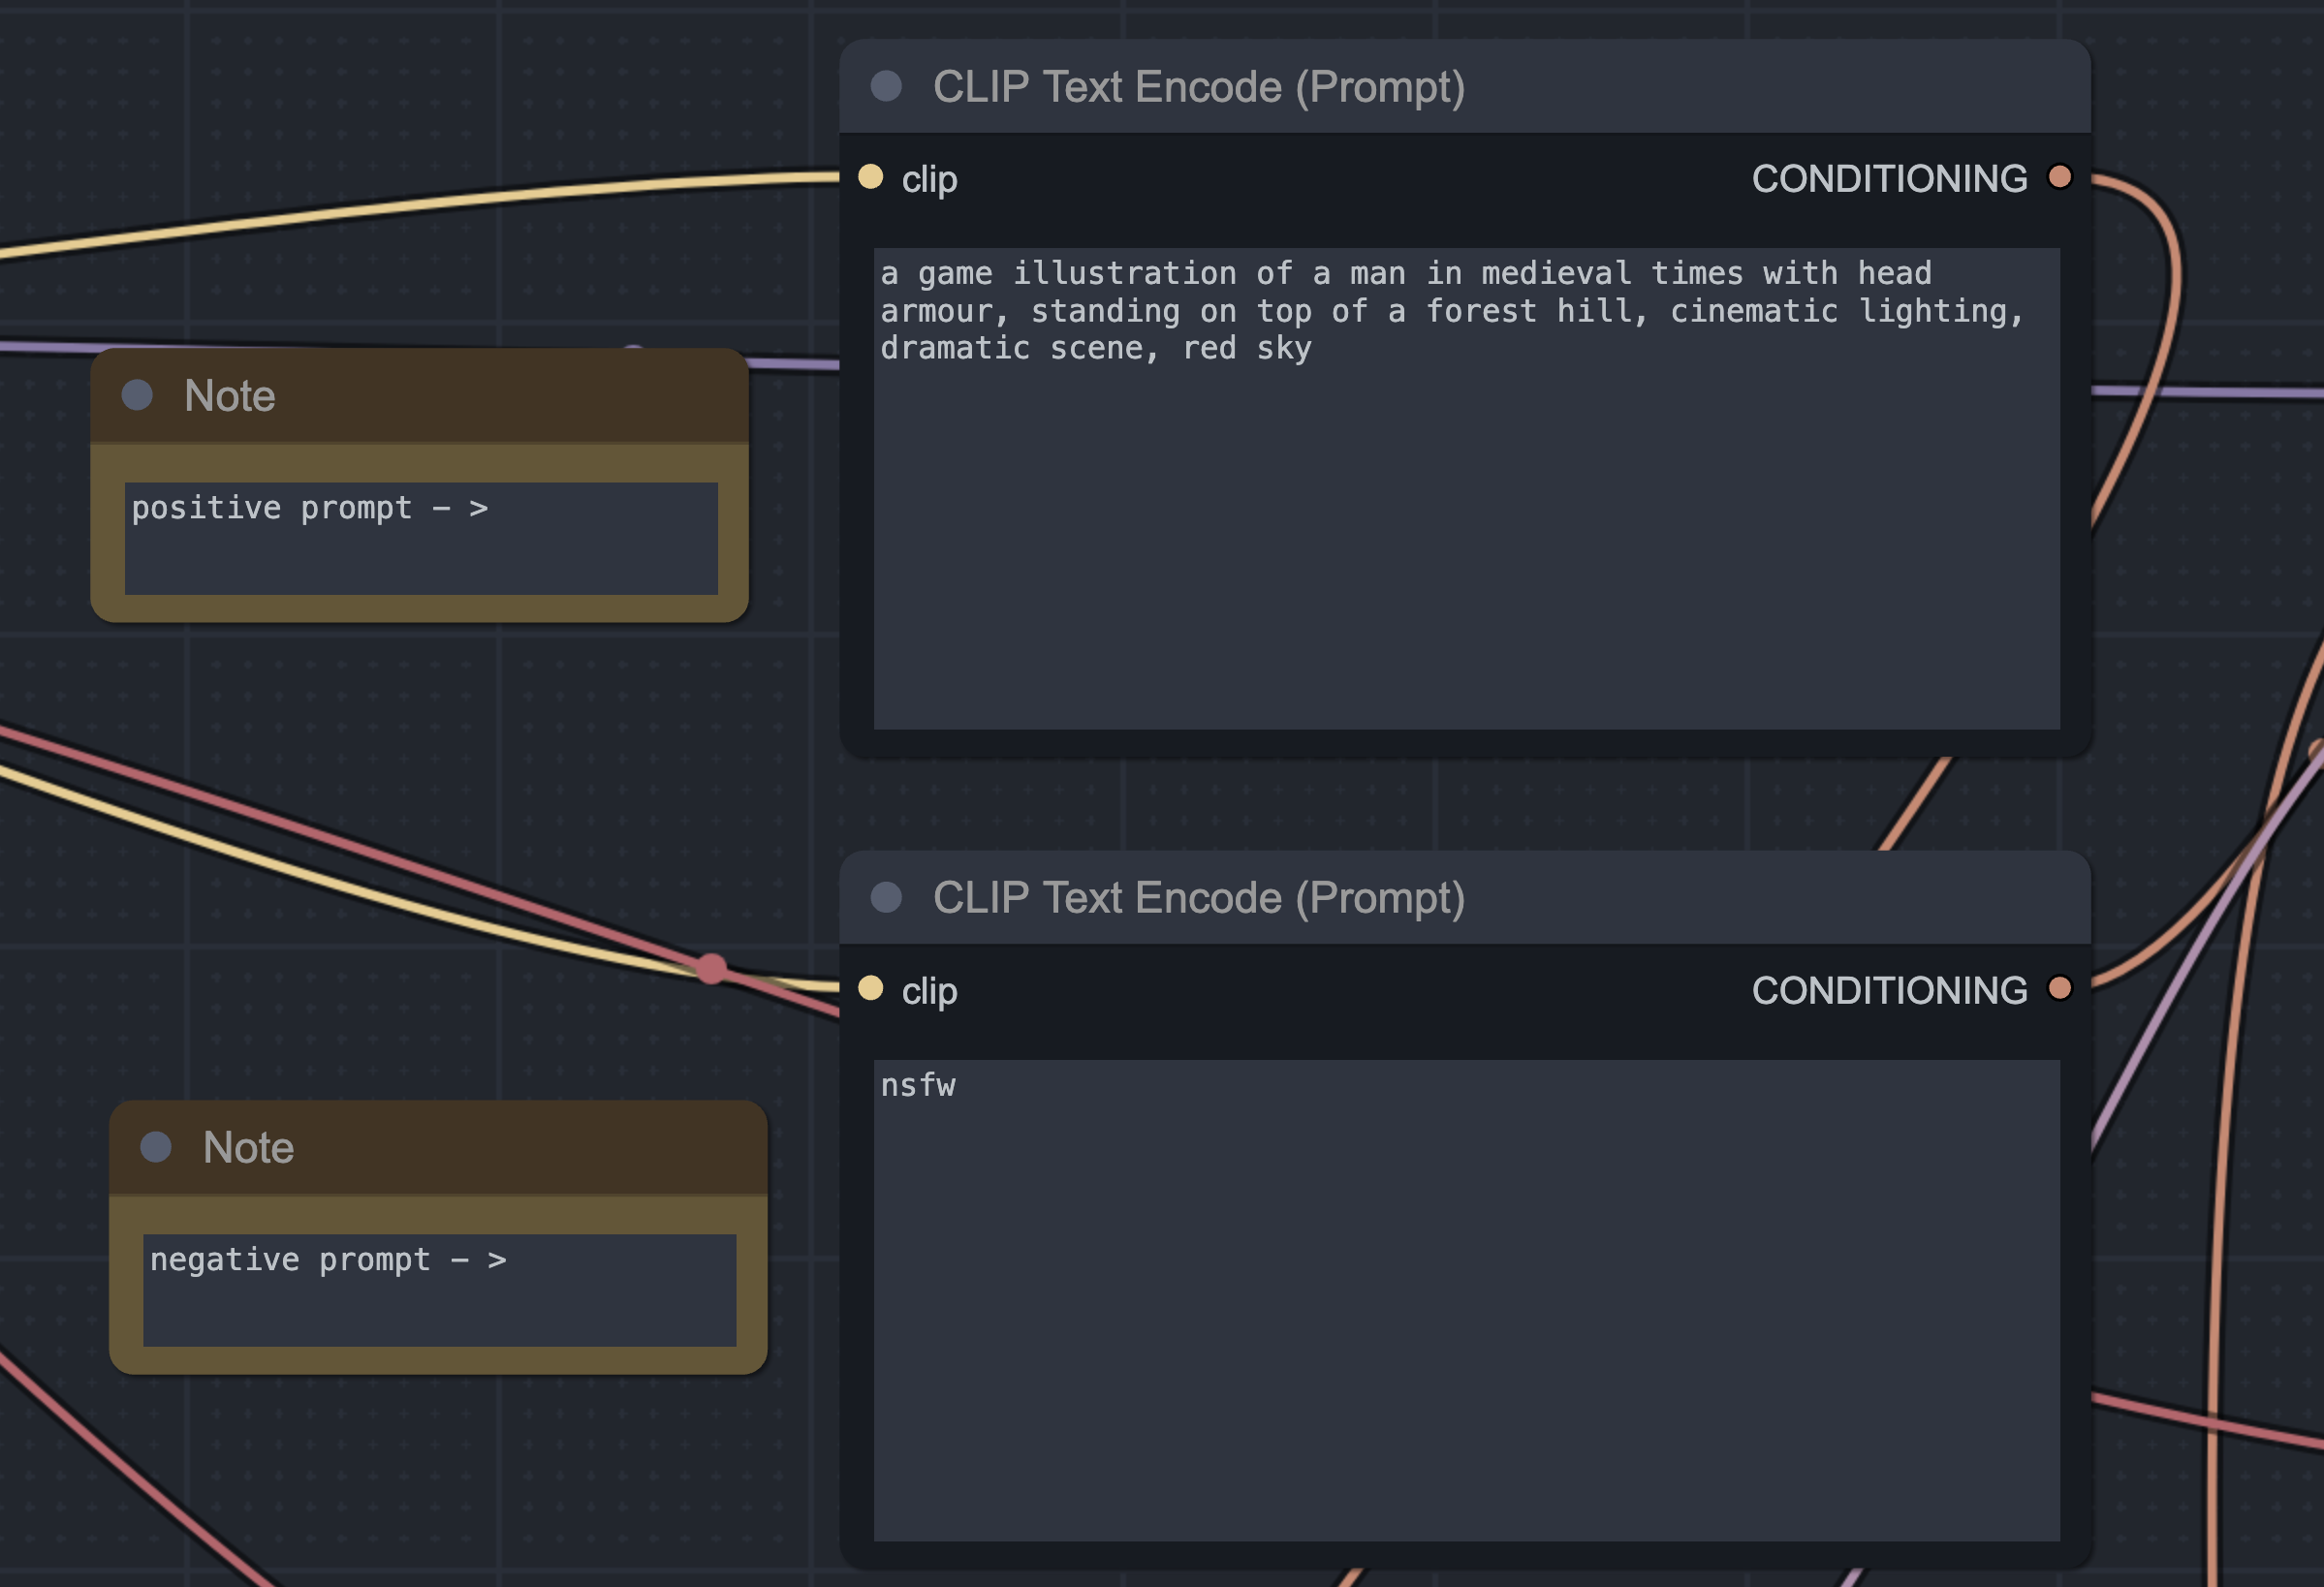 CLIP Text Encode (Prompt)
clip
CONDITIONING
a game illustration of a man in medieval times with head
armour, standing on top of a forest hill, cinematic lighting,
dramatic scene, red sky
Note
positive prompt – >
CLIP Text Encode (Prompt)
clip
CONDITIONING
nsfw
Note
negative prompt – >